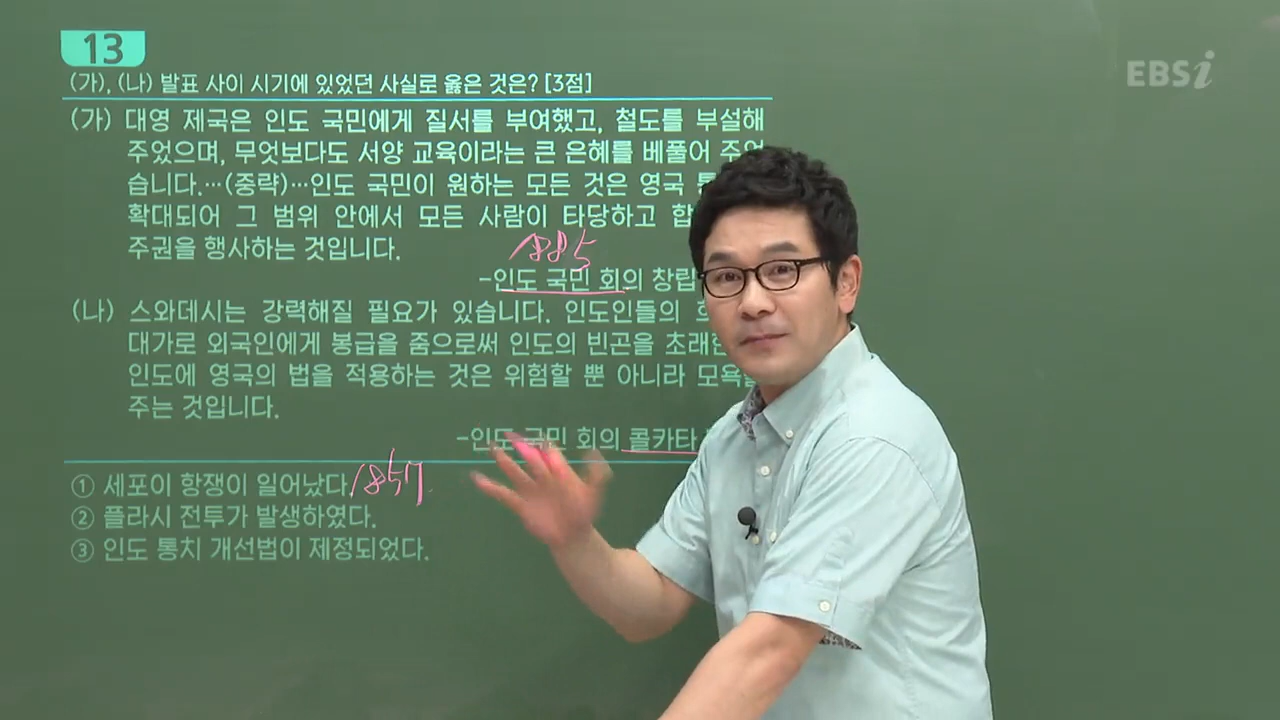 13
EBSi
(가), (나) 발표 사이 시기에 있었던 사실로 옳은 것은? [3점]
(가) 대영 제국은 인도 국민에게 질서를 부여했고, 철도를 부설해
주었으며, 무엇보다도 서양 교육이라는 큰 은혜를 베풀어 주었
습니다.…(중략)…인도 국민이 원하는 모든 것은 영국
확대되어 그 범위 안에서 모든 사람이 타당하고
주권을 행사하는 것입니다.
1885
-인도 국민 회의 창립
(나) 스와데시는 강력해질 필요가 있습니다. 인도인들의
대가로 외국인에게 봉급을 줌으로써 인도의 빈곤을
인도에 영국의 법을 적용하는 것은 위험할 뿐 아니라 모욕을
주는 것입니다.
-인도 국민 회의 콜카타
① 세포이 항쟁이 일어났다. 1857.
② 플라시 전투가 발생하였다.
③ 인도 통치 개선법이 제정되었다.